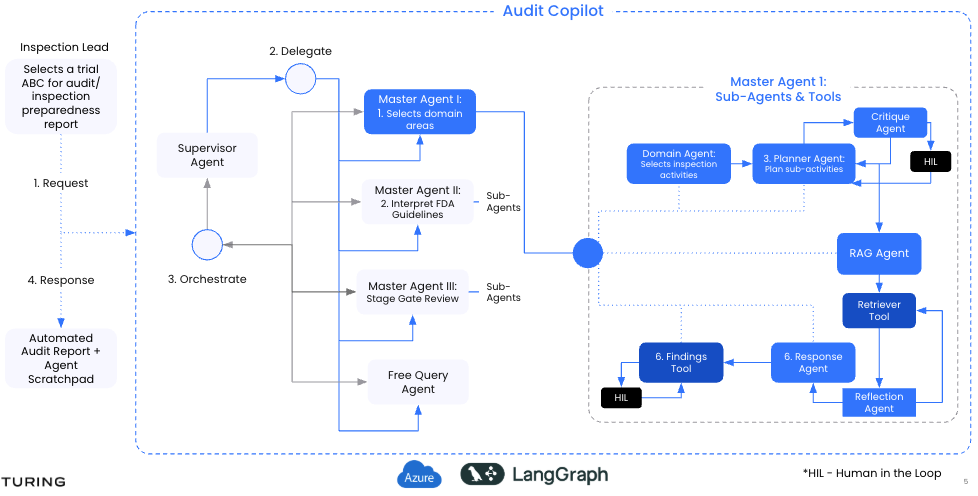 Audit Copilot
Inspection Lead
Selects a trial
ABC for audit/
inspection
preparedness
report
1. Request
4. Response
Automated
Audit Report +
Agent
Scratchpad
2. Delegate
Supervisor
Agent
3. Orchestrate
Master Agent I:
1. Selects domain
areas
Master Agent II:
2. Interpret FDA
Guidelines
Sub-
Agents
Master Agent III:
Stage Gate Review
Sub-
Agents
Free Query
Agent
Master Agent 1:
Sub-Agents & Tools
Critique
Agent
HIL
Domain Agent:
Selects inspection
activities
3. Planner Agent:
Plan sub-activities
RAG Agent
Retriever
Tool
6. Findings
Tool
6. Response
Agent
HIL
Reflection
Agent
TURING
Azure
LangGraph
*HIL - Human in the Loop
5